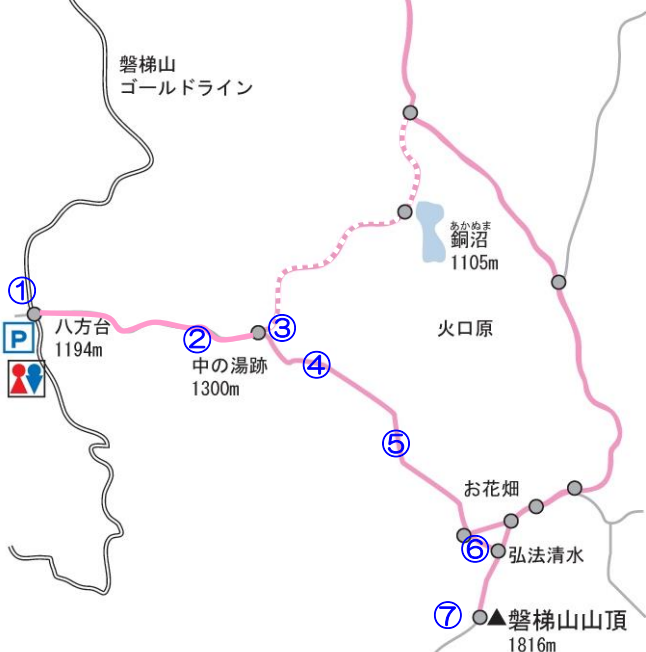 磐梯山
ゴールドライン
あかぬま
銅沼
1105m
①
八方台
1194m
P
②
③
中の湯跡
1300m
火口原
④
⑤
お花畑
⑥
弘法清水
⑦
▲磐梯山山頂
1816m